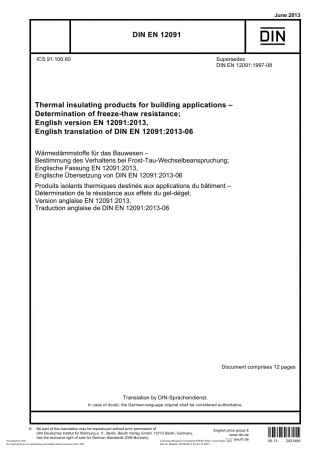 June 2013
DIN EN 12091
DIN
ICS 91.100.60
Supersedes
DIN EN 12091:1997-08
Thermal insulating products for building applications –
Determination of freeze-thaw resistance;
English version EN 12091:2013,
English translation of DIN EN 12091:2013-06
Wärmedämmstoffe für das Bauwesen –
Bestimmung des Verhaltens bei Frost-Tau-Wechselbeanspruchung;
Englische Fassung EN 12091:2013,
Englische Übersetzung von DIN EN 12091:2013-06
Produits isolants thermiques destinés aux applications du bâtiment –
Détermination de la résistance aux effets du gel-dégel;
Version anglaise EN 12091:2013,
Traduction anglaise de DIN EN 12091:2013-06
Document comprises 12 pages
Translation by DIN-Sprachendienst.
In case of doubt, the German-language original shall be considered authoritative.
© No part of this translation may be reproduced without prior permission of
DIN Deutsches Institut für Normung e. V., Berlin. Beuth Verlag GmbH, 10772 Berlin, Germany,
has the exclusive right of sale for German Standards (DIN-Normen).
English price group 8
www.din.de
www.beuth.de